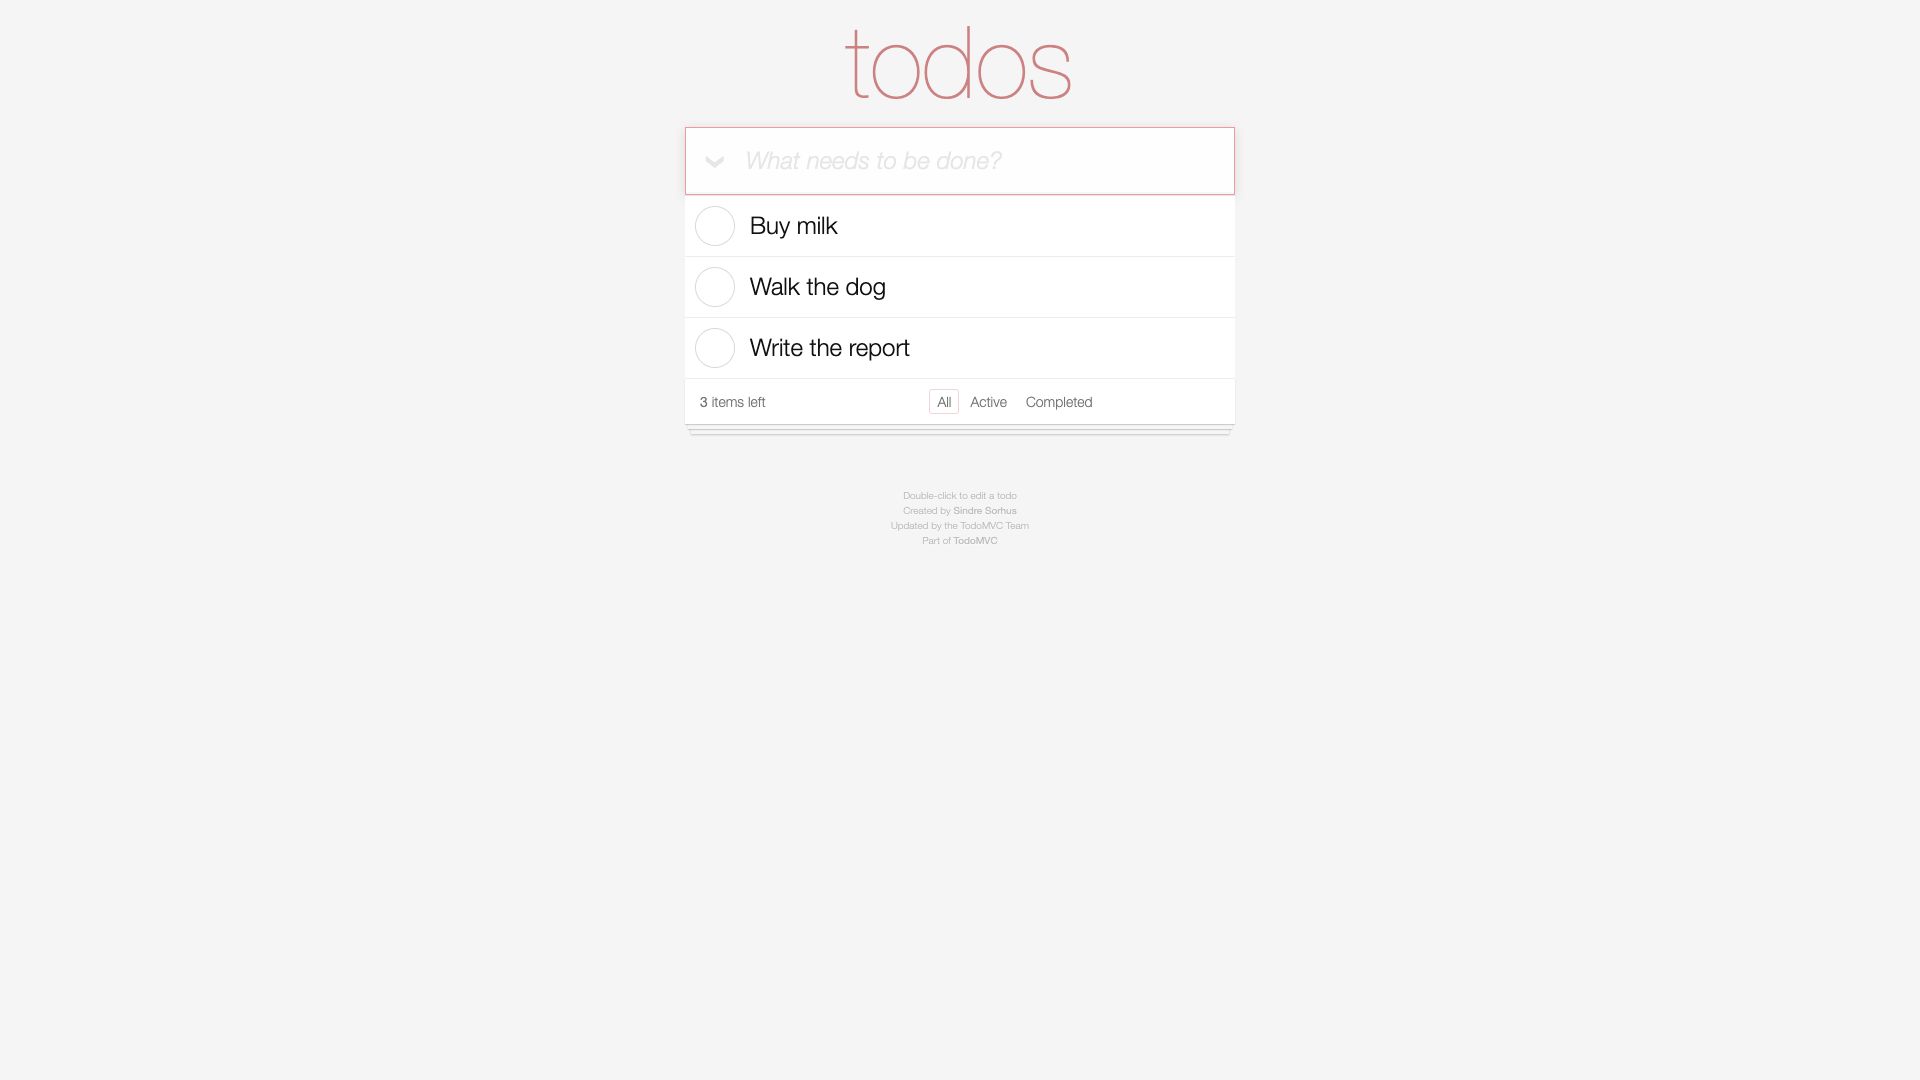 todos
What needs to be done?
Buy milk
Walk the dog
Write the report
3 items left All Active Completed
Double-click to edit a todo
Created by Sindre Sorhus
Updated by the TodoMVC Team
Part of TodoMVC